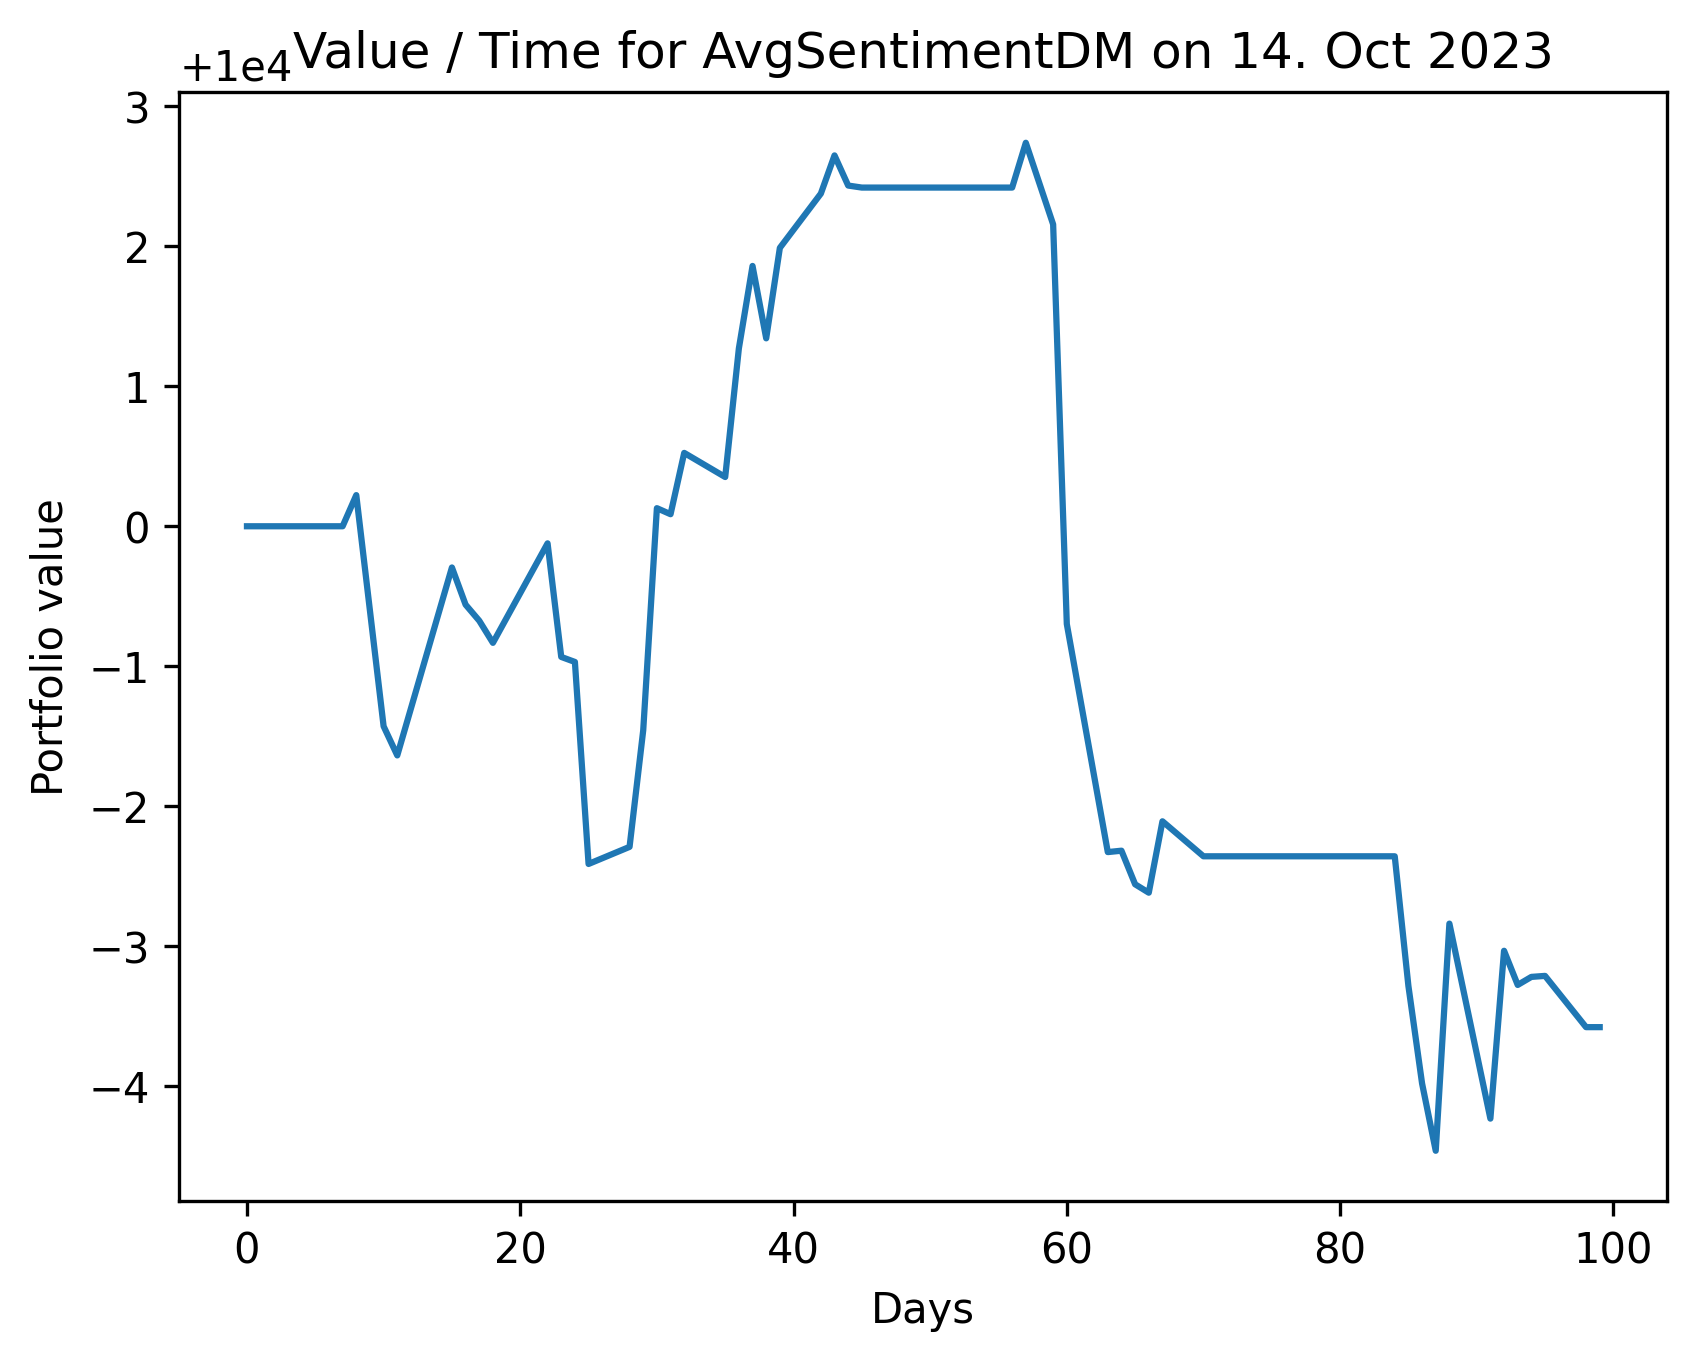 Value / Time for AvgSentimentDM on 14. Oct 2023
+1e4
3
2
1
0
−1
−2
−3
−4
Portfolio value
0 20 40 60 80 100
Days